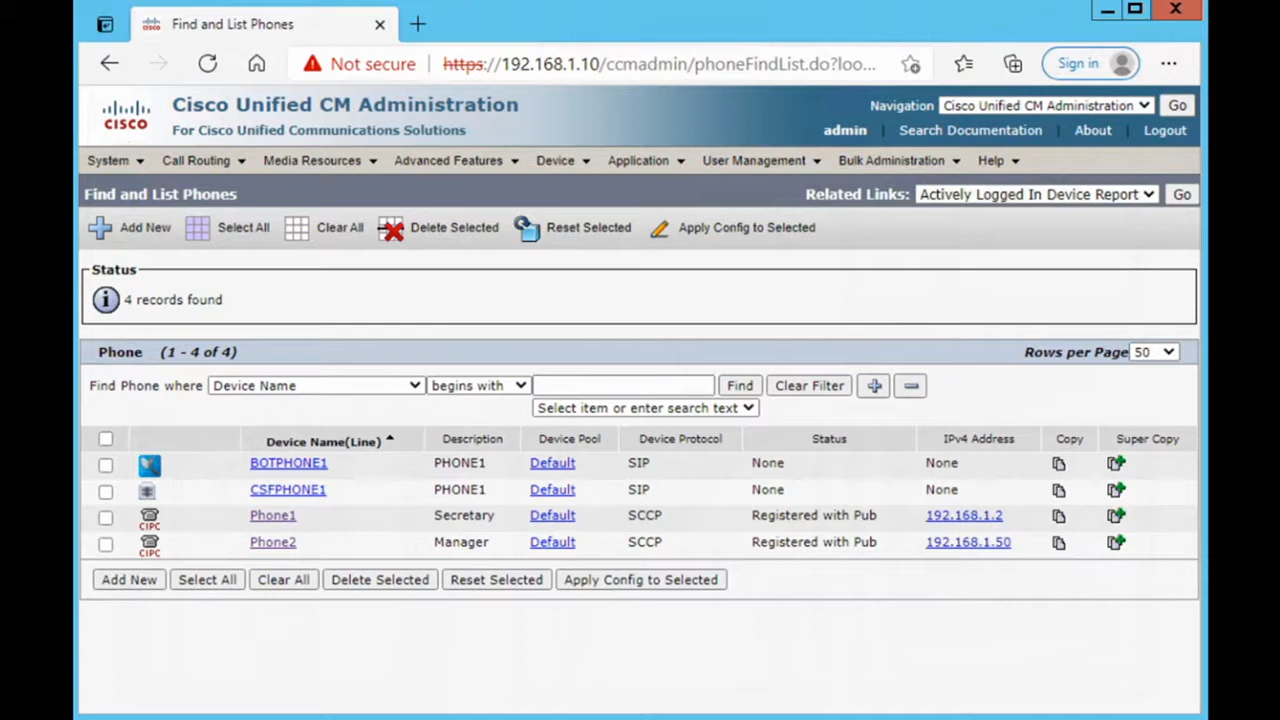 Find and List Phones
Not secure https://192.168.1.10/ccmadmin/phoneFindList.do?loo... Sign in
Cisco Unified CM Administration
For Cisco Unified Communications Solutions
CISCO
Navigation Cisco Unified CM Administration Go
admin Search Documentation About Logout
System Call Routing Media Resources Advanced Features Device Application User Management Bulk Administration Help
Find and List Phones Related Links: Actively Logged In Device Report Go
Add New Select All Clear All Delete Selected Reset Selected Apply Config to Selected
Status
4 records found
Phone (1 - 4 of 4) Rows per Page 50
Find Phone where Device Name begins with Find Clear Filter
Select item or enter search text
Device Name(Line) Description Device Pool Device Protocol Status IPv4 Address Copy Super Copy
BOTPHONE1 PHONE1 Default SIP None None
CSFPHONE1 PHONE1 Default SIP None None
CIPC Phone1 Secretary Default SCCP Registered with Pub 192.168.1.2
CIPC Phone2 Manager Default SCCP Registered with Pub 192.168.1.50
Add New Select All Clear All Delete Selected Reset Selected Apply Config to Selected